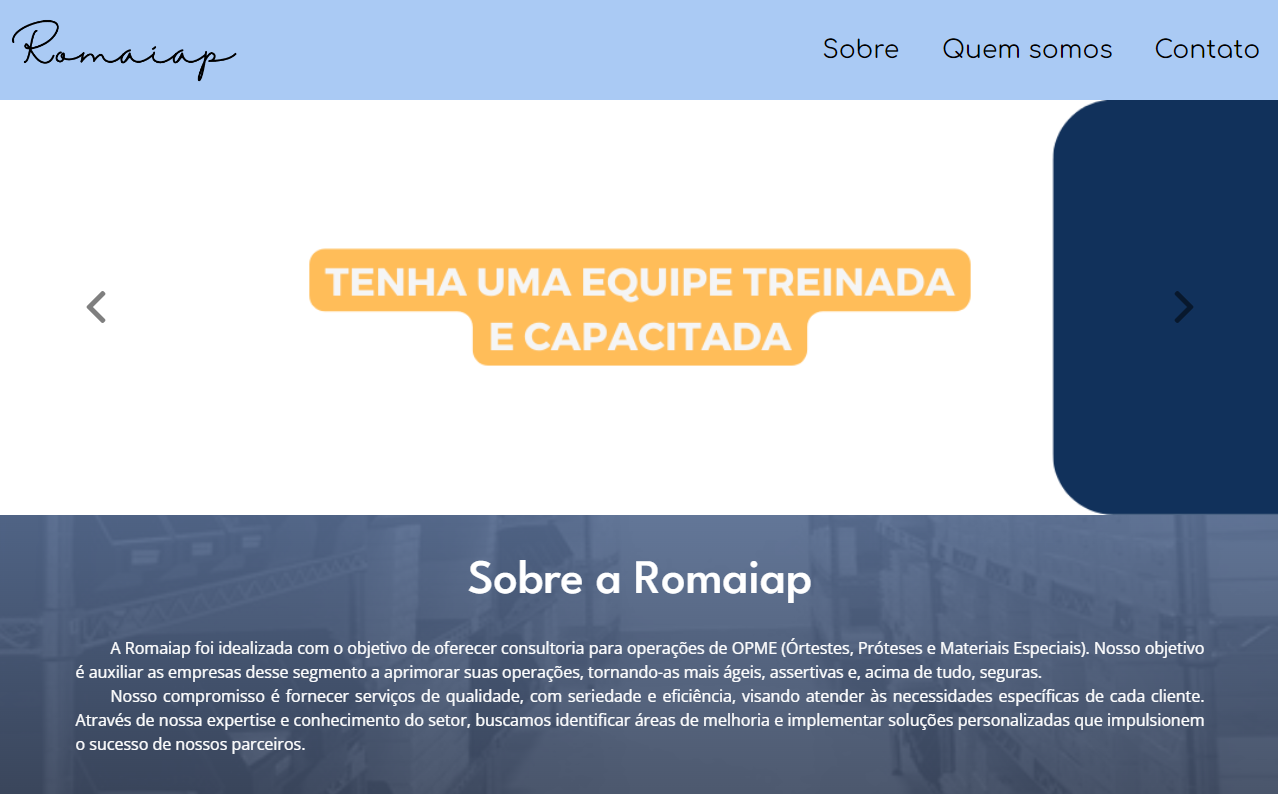 Romaiap
Sobre
Quem somos
Contato
TENHA UMA EQUIPE TREINADA
E CAPACITADA
Sobre a Romaiap
A Romaiap foi idealizada com o objetivo de oferecer consultoria para operações de OPME (Órtestes, Próteses e Materiais Especiais). Nosso objetivo
é auxiliar as empresas desse segmento a aprimorar suas operações, tornando-as mais ágeis, assertivas e, acima de tudo, seguras.
Nosso compromisso é fornecer serviços de qualidade, com seriedade e eficiência, visando atender às necessidades específicas de cada cliente.
Através de nossa expertise e conhecimento do setor, buscamos identificar áreas de melhoria e implementar soluções personalizadas que impulsionem
o sucesso de nossos parceiros.